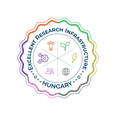 EXCELLENT RESEARCH INFRASTRUCTURE
HUNGARY